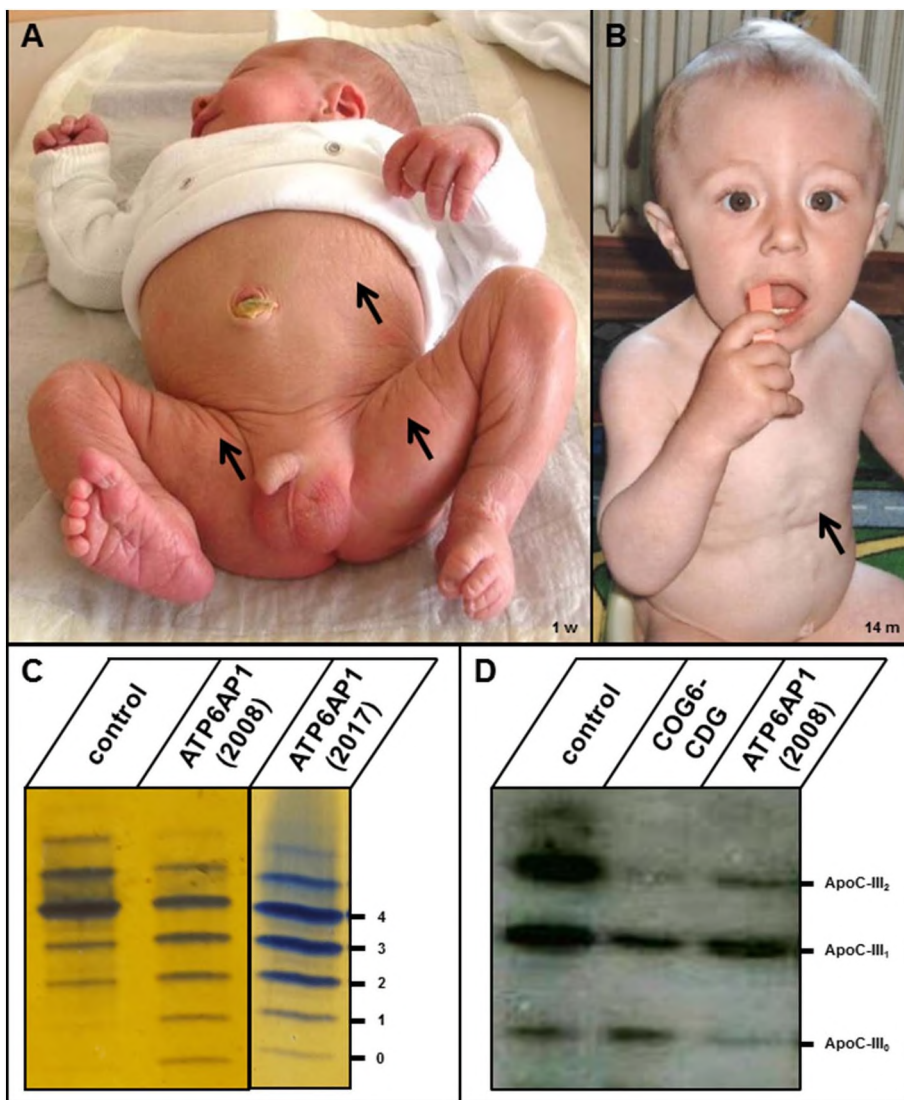 A
B
1 w
14 m
C
control
ATP6AP1
(2008)
ATP6AP1
(2017)
4
3
2
1
0
D
control
COG6-
CDG
ATP6AP1
(2008)
ApoC-III₂
ApoC-III₁
ApoC-III₀